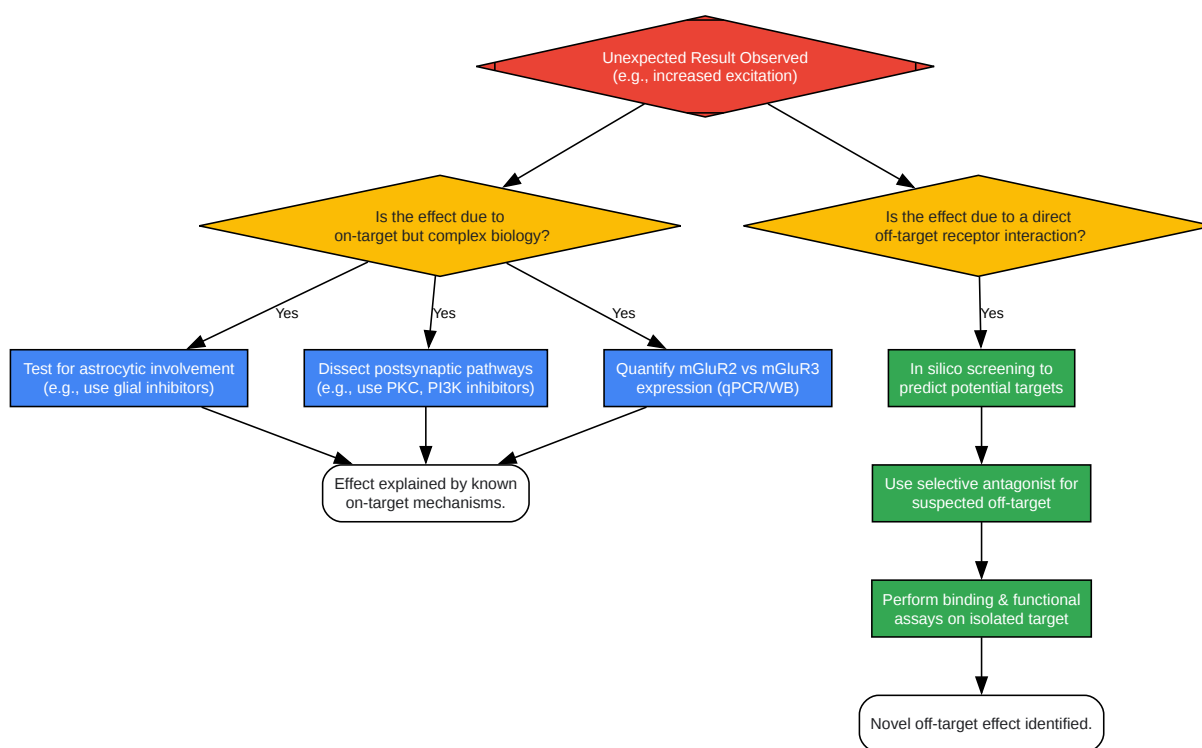 Unexpected Result Observed
(e.g., increased excitation)
Is the effect due to
on-target but complex biology?
Is the effect due to a direct
off-target receptor interaction?
Yes
Yes
Yes
Yes
Test for astrocytic involvement
(e.g., use glial inhibitors)
Dissect postsynaptic pathways
(e.g., use PKC, PI3K inhibitors)
Quantify mGluR2 vs mGluR3
expression (qPCR/WB)
In silico screening to
predict potential targets
Effect explained by known
on-target mechanisms.
Use selective antagonist for
suspected off-target
Perform binding & functional
assays on isolated target
Novel off-target effect identified.